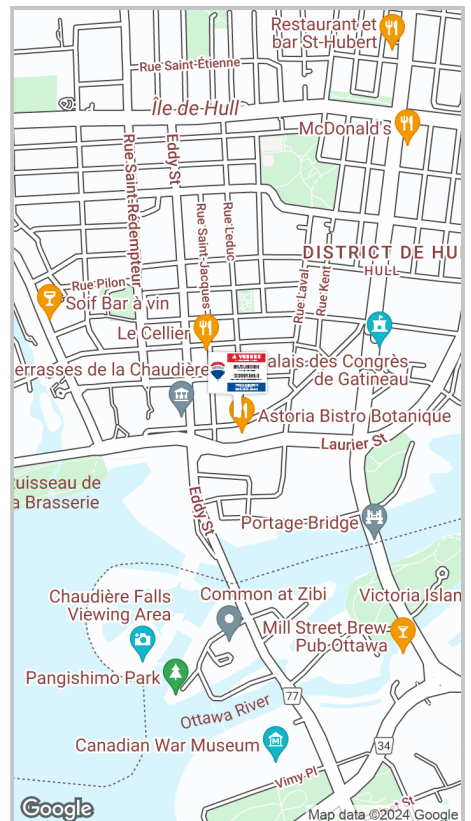 Restaurant et
bar St-Hubert
Rue Saint-Étienne
Île-de-Hull
McDonald's
Eddy St
Rue Saint-Rédempteur
Rue Saint-Jacques
Rue Leduc
DISTRICT DE HU
HULL
Rue Laval
Rue Kent
Rue Pilon
Soif Bar à vin
Le Cellier
errasses de la Chaudière
alais des Congrès
de Gatineau
Astoria Bistro Botanique
Laurier St
Ruisseau de
a Brasserie
Eddy St
Portage Bridge
Chaudière Falls
Viewing Area
Common at Zibi
Victoria Islan
Mill Street Brew
Pub Ottawa
Pangishimo Park
77
Ottawa River
Canadian War Museum
34
Vimy Pl
st St
Google
Map data ©2024 Google